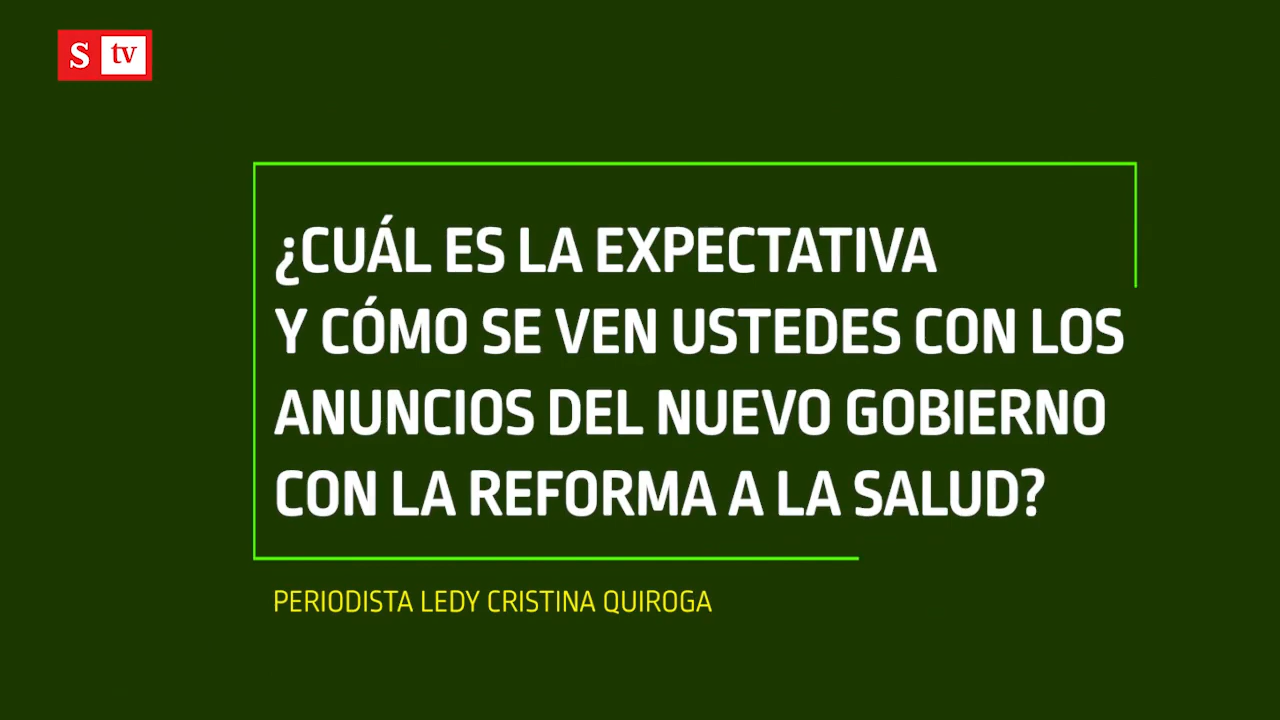 S tv
¿CUÁL ES LA EXPECTATIVA
Y CÓMO SE VEN USTEDES CON LOS
ANUNCIOS DEL NUEVO GOBIERNO
CON LA REFORMA A LA SALUD?
PERIODISTA LEDY CRISTINA QUIROGA